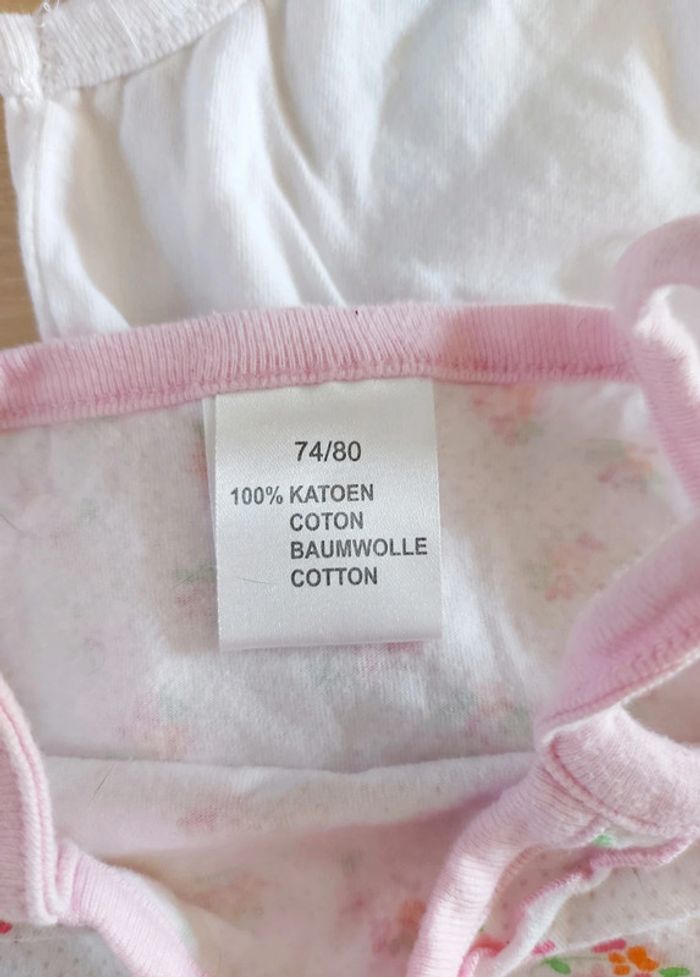 74/80
100% KATOEN
COTON
BAUMWOLLE
COTTON